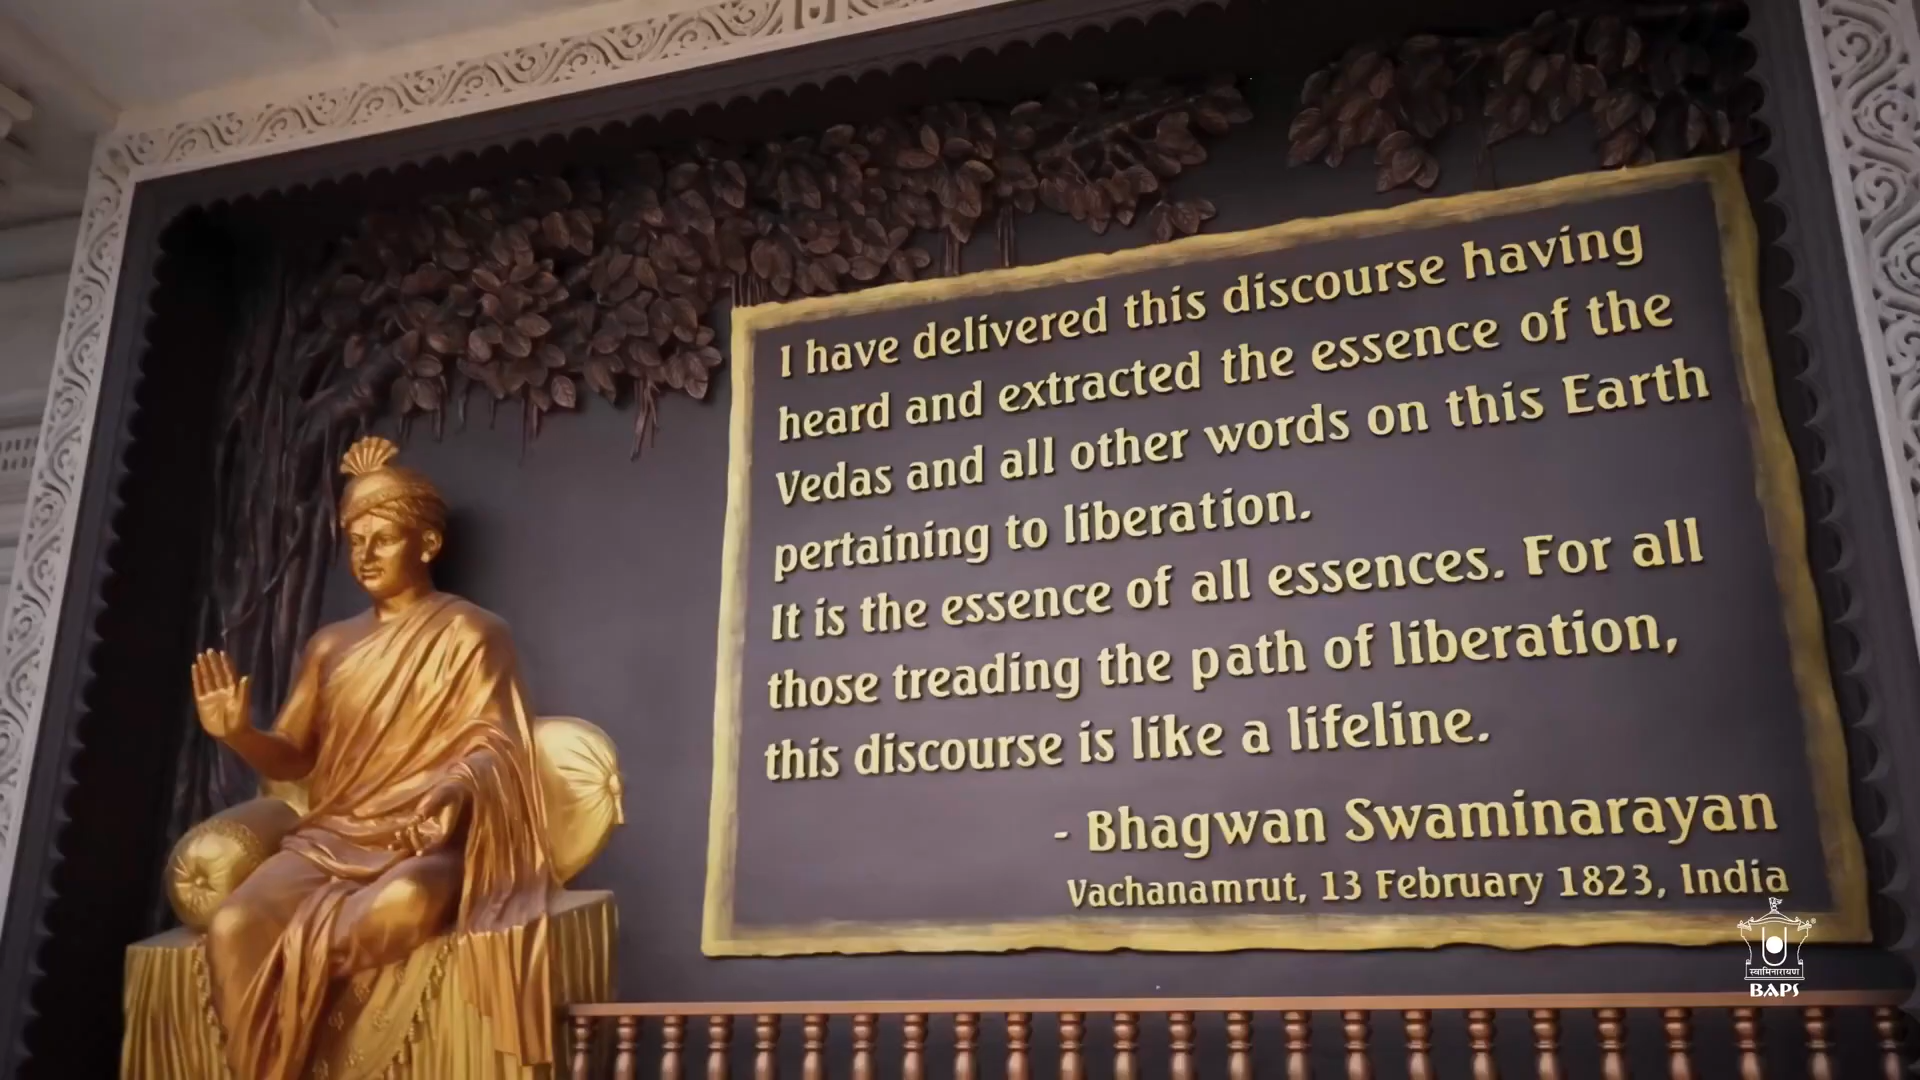 I have delivered this discourse having
heard and extracted the essence of the
Vedas and all other words on this Earth
pertaining to liberation.
It is the essence of all essences. For all
those treading the path of liberation,
this discourse is like a lifeline.
- Bhagwan Swaminarayan
Vachanamrut, 13 February 1823, India
स्वामिनारायण
BAPS